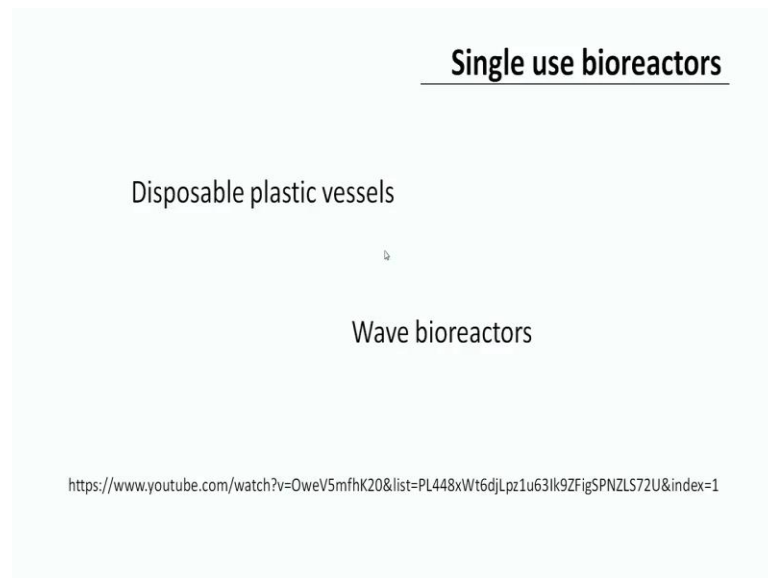 Single use bioreactors
Disposable plastic vessels
Wave bioreactors
https://www.youtube.com/watch?v=OweV5mfhK20&list=PL448xWt6djLpz1u63Ik9ZFigSPNZLS72U&index=1